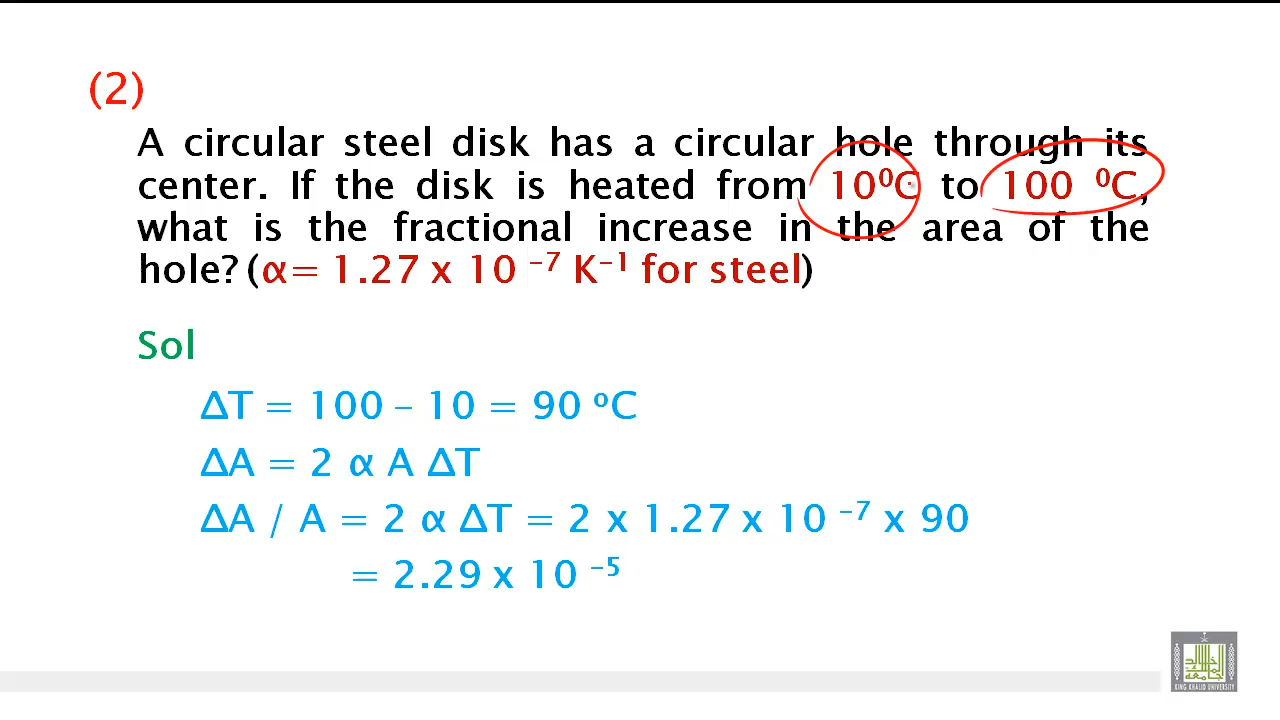 (2)
A circular steel disk has a circular hole through its
center. If the disk is heated from 10⁰C to 100 ⁰C,
what is the fractional increase in the area of the
hole? (α= 1.27 x 10 ⁻⁷ K⁻¹ for steel)
Sol
ΔT = 100 – 10 = 90 ᵒC
ΔA = 2 α A ΔT
ΔA / A = 2 α ΔT = 2 x 1.27 x 10 ⁻⁷ x 90
= 2.29 x 10 ⁻⁵
KING KHALID UNIVERSITY